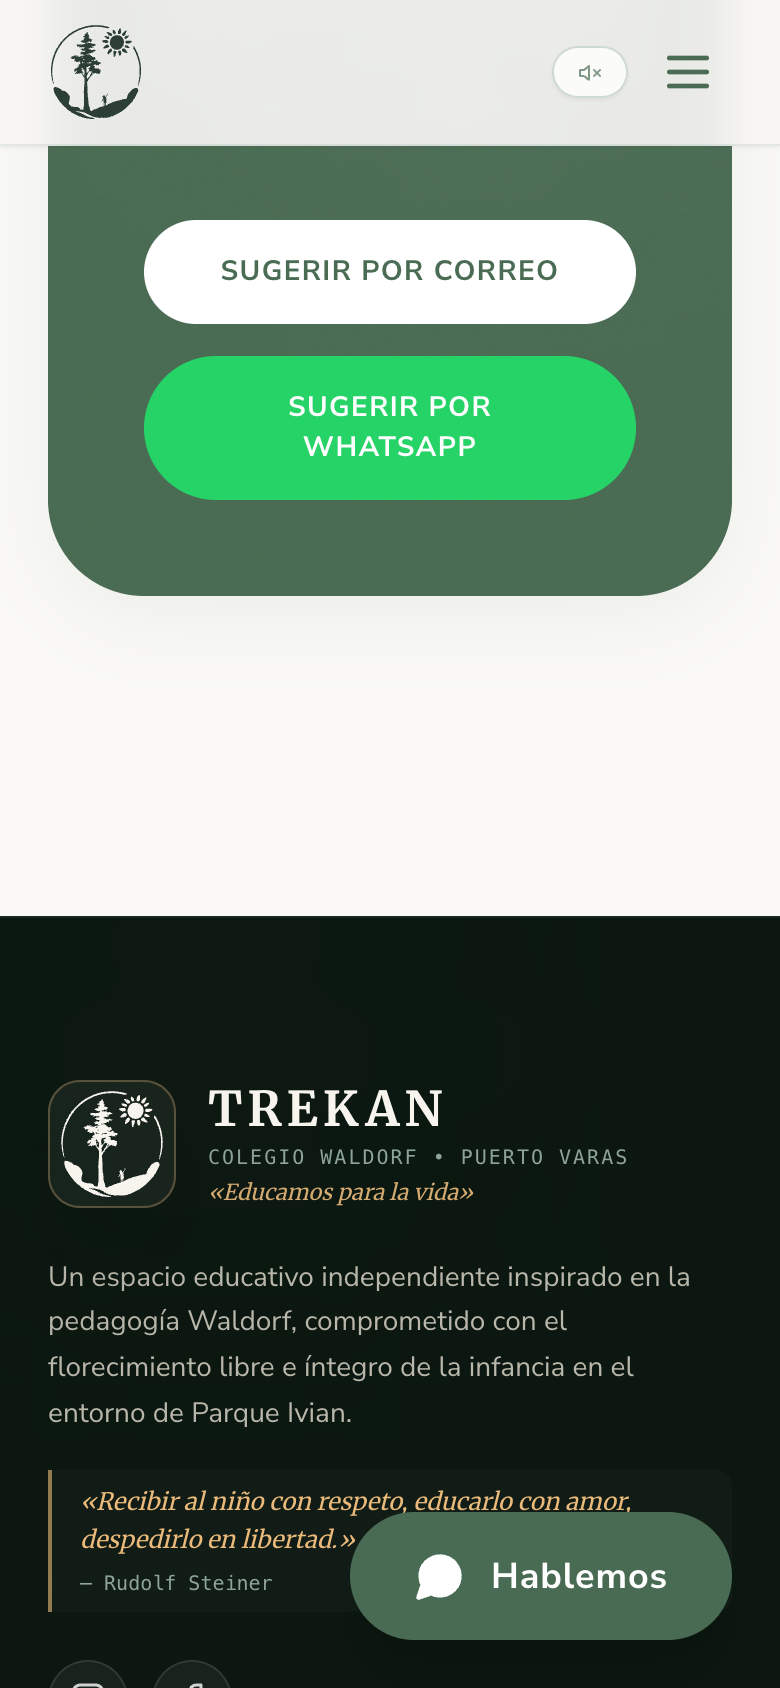 SUGERIR POR CORREO
SUGERIR POR
WHATSAPP
TREKAN
COLEGIO WALDORF • PUERTO VARAS
«Educamos para la vida»
Un espacio educativo independiente inspirado en la
pedagogía Waldorf, comprometido con el
florecimiento libre e íntegro de la infancia en el
entorno de Parque Ivian.
«Recibir al niño con respeto, educarlo con amor,
despedirlo en libertad.»
— Rudolf Steiner
Hablemos